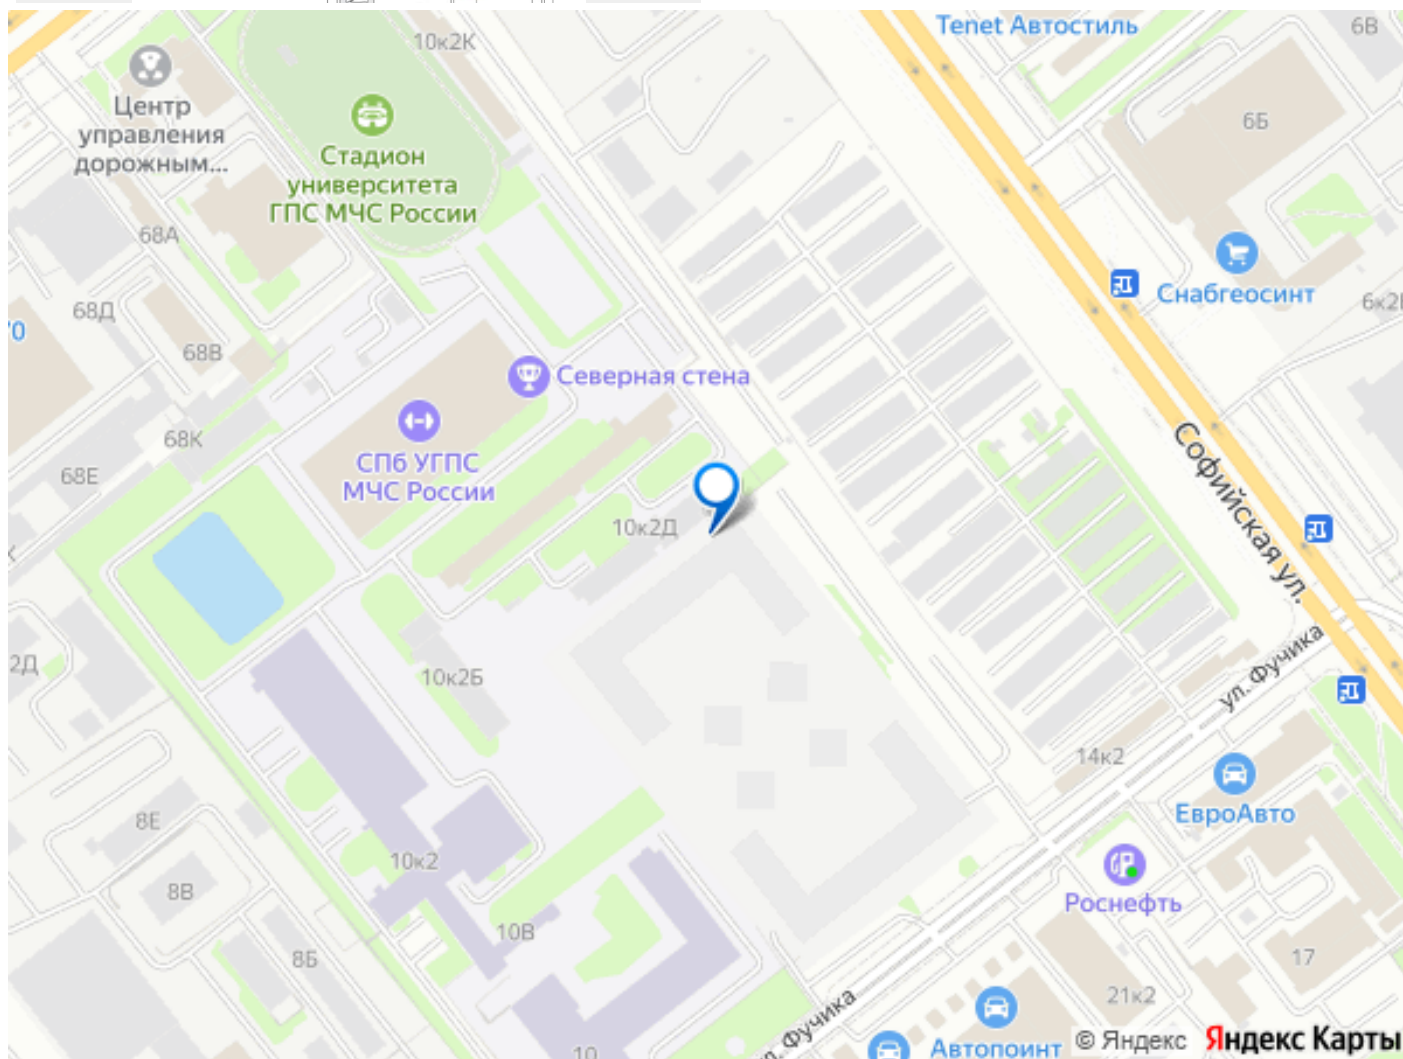 Tenet Автостиль
6В
10к2К
Центр
управления
дорожным...
6Б
Стадион
университета
ГПС МЧС России
68А
Снабгеосинт
68Д
70
68В
Северная стена
68К
68Е
СПб УГПС
МЧС России
10к2Д
Софийская ул.
ул. Фучика
2Д
10к2Б
14к2
ЕвроАвто
8Е
10к2
8В
Роснефть
10В
8Б
17
21к2
ул. Фучика
10
Автопоинт
© Яндекс
Яндекс Карты